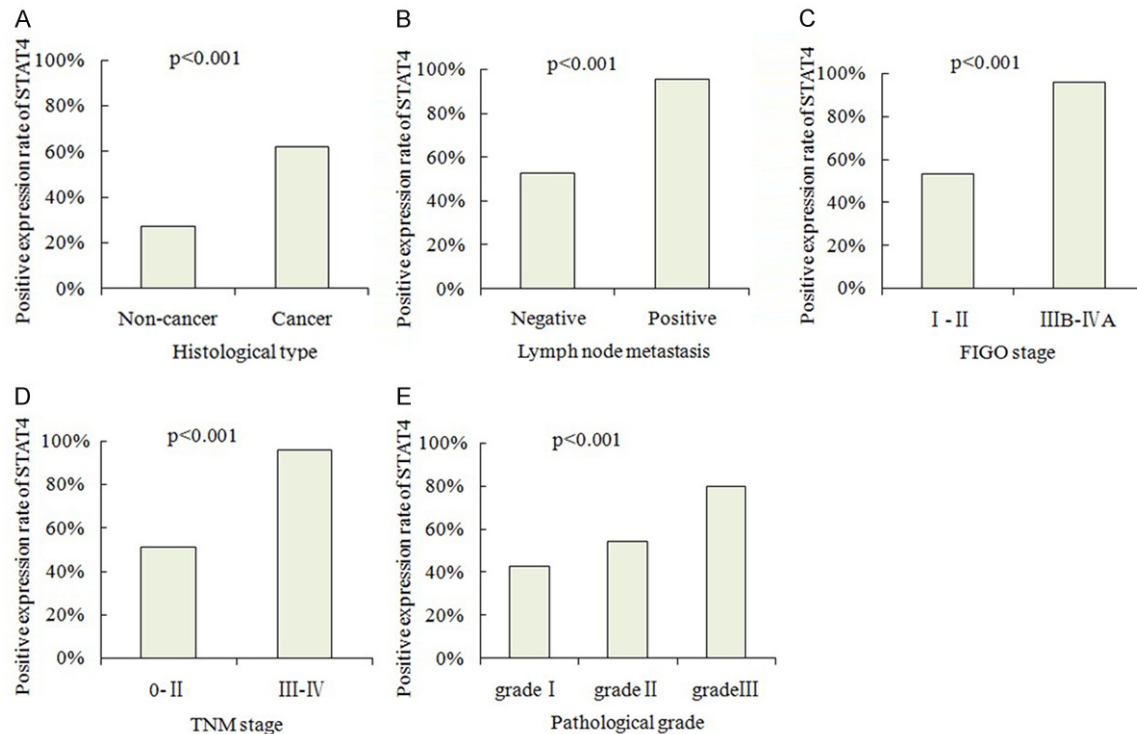 A
Positive expression rate of STAT4
100%
80%
60%
40%
20%
0%
p<0.001
Non-cancer Cancer
Histological type
B
Positive expression rate of STAT4
100%
80%
60%
40%
20%
0%
p<0.001
Negative Positive
Lymph node metastasis
C
Positive expression rate of STAT4
100%
80%
60%
40%
20%
0%
p<0.001
I-II IIIB-IVA
FIGO stage
D
Positive expression rate of STAT4
100%
80%
60%
40%
20%
0%
p<0.001
0-II III-IV
TNM stage
E
Positive expression rate of STAT4
100%
80%
60%
40%
20%
0%
p<0.001
grade I grade II gradeIII
Pathological grade